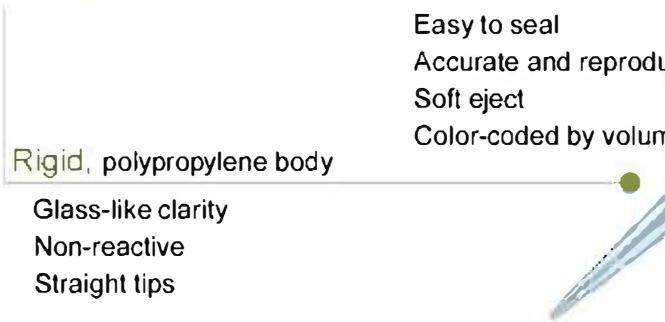 Easy to seal
Accurate and reprodu
Soft eject
Color-coded by volum
Rigid, polypropylene body
Glass-like clarity
Non-reactive
Straight tips